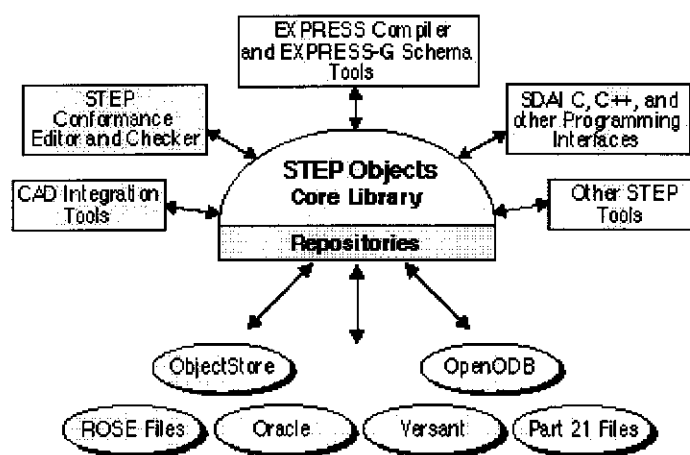 EXPRESS Compiler
and EXPRESS-G Schema
Tools
STEP
Conformance
Editor and Checker
SDAI C, C++, and
other Programming
Interfaces
STEP Objects
Core Library
CAD Integration
Tools
Other STEP
Tools
Repositories
ObjectStore
OpenODB
ROSE Files
Oracle
Versant
Part 21 Files